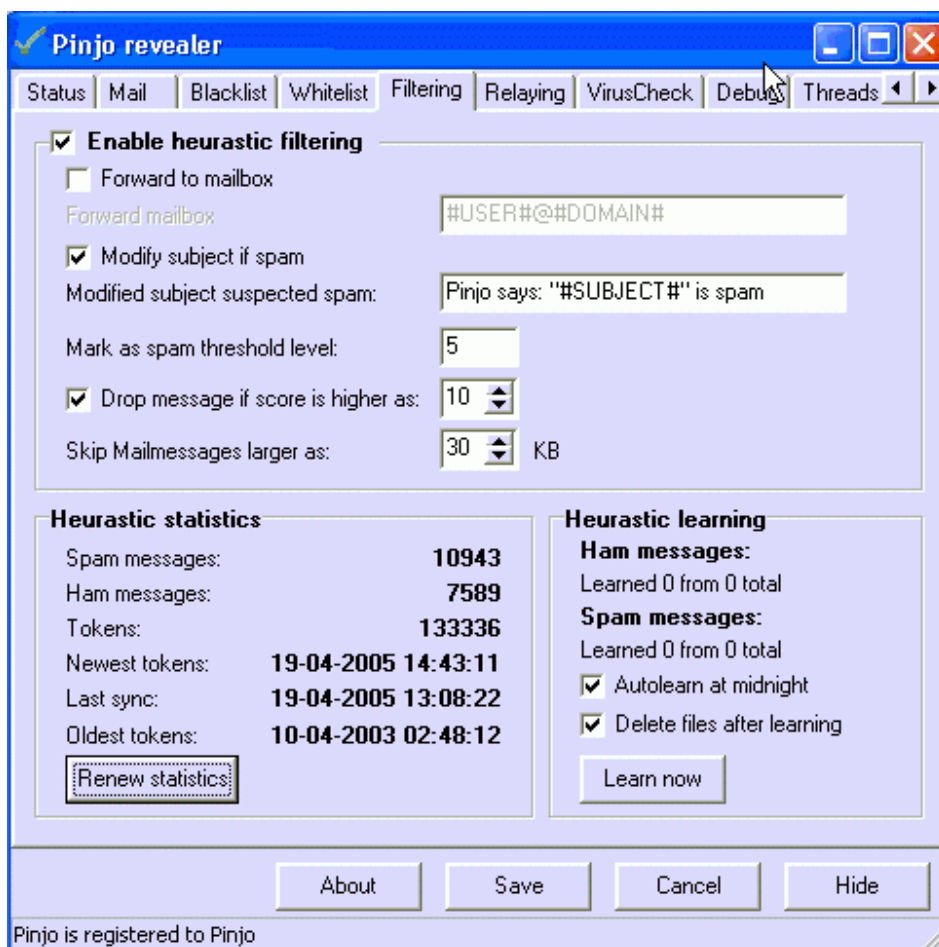 Pinjo revealer
Status Mail Blacklist Whitelist Filtering Relaying VirusCheck Debug Threads
Enable heurastic filtering
Forward to mailbox
Forward mailbox #USER#@#DOMAIN#
Modify subject if spam
Modified subject suspected spam: Pinjo says: "#SUBJECT#" is spam
Mark as spam threshold level: 5
Drop message if score is higher as: 10
Skip Mailmessages larger as: 30 KB
Heurastic statistics
Spam messages: 10943
Ham messages: 7589
Tokens: 133336
Newest tokens: 19-04-2005 14:43:11
Last sync: 19-04-2005 13:08:22
Oldest tokens: 10-04-2003 02:48:12
Renew statistics
Heurastic learning
Ham messages:
Learned 0 from 0 total
Spam messages:
Learned 0 from 0 total
Autolearn at midnight
Delete files after learning
Learn now
About Save Cancel Hide
Pinjo is registered to Pinjo